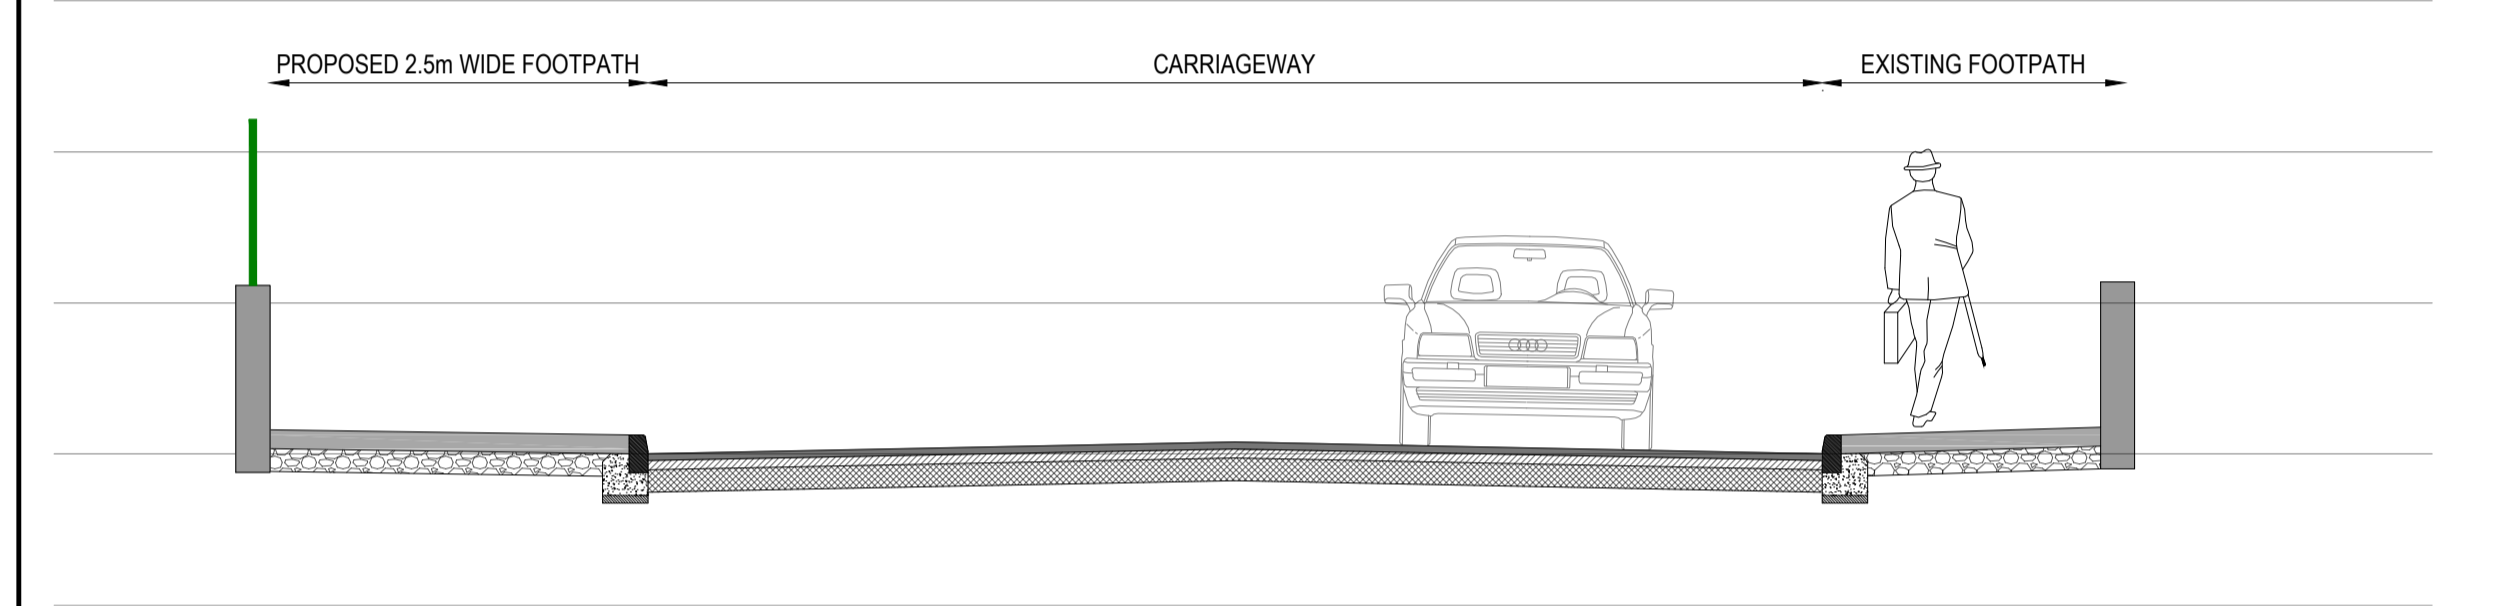 PROPOSED 2.5m WIDE FOOTPATH
CARRIAGEWAY
EXISTING FOOTPATH